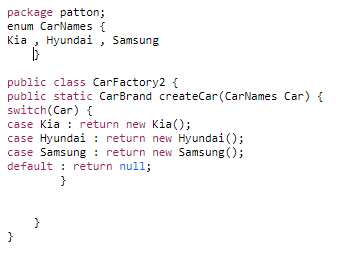 package patton;
enum CarNames {
Kia , Hyundai , Samsung
    }

public class CarFactory2 {
public static CarBrand createCar(CarNames Car) {
switch(Car) {
case Kia : return new Kia();
case Hyundai : return new Hyundai();
case Samsung : return new Samsung();
default : return null;
        }


    }
}